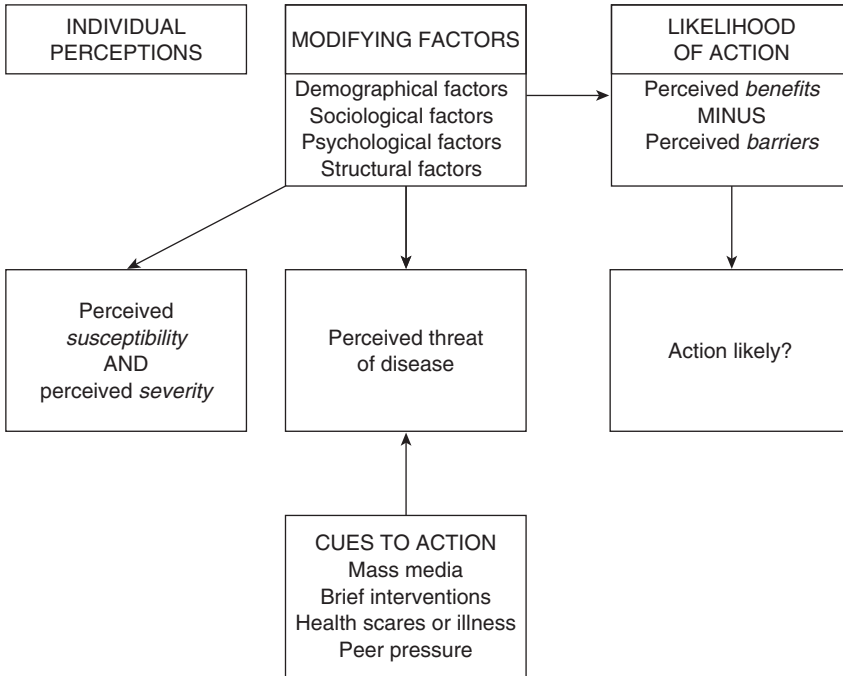 INDIVIDUAL
PERCEPTIONS
MODIFYING FACTORS
Demographical factors
Sociological factors
Psychological factors
Structural factors
LIKELIHOOD
OF ACTION
Perceived benefits
MINUS
Perceived barriers
Perceived
susceptibility
AND
perceived severity
Perceived threat
of disease
Action likely?
CUES TO ACTION
Mass media
Brief interventions
Health scares or illness
Peer pressure